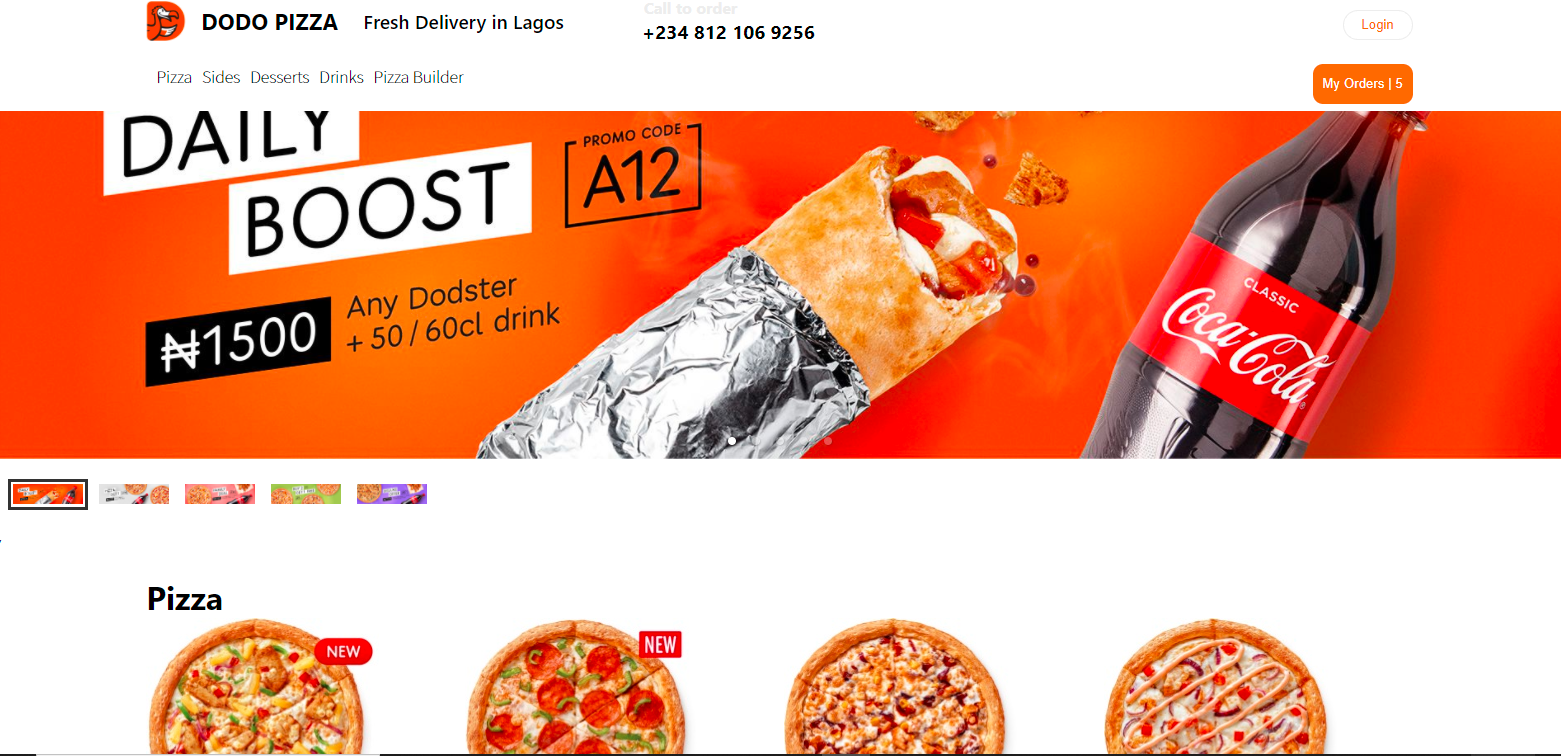 DODO PIZZA
Fresh Delivery in Lagos
Call to order
+234 812 106 9256
Login
Pizza Sides Desserts Drinks Pizza Builder
My Orders | 5
DAILY
BOOST
PROMO CODE
A12
₦1500
Any Dodster
+ 50 / 60cl drink
CLASSIC
Coca-Cola
Pizza
NEW
NEW